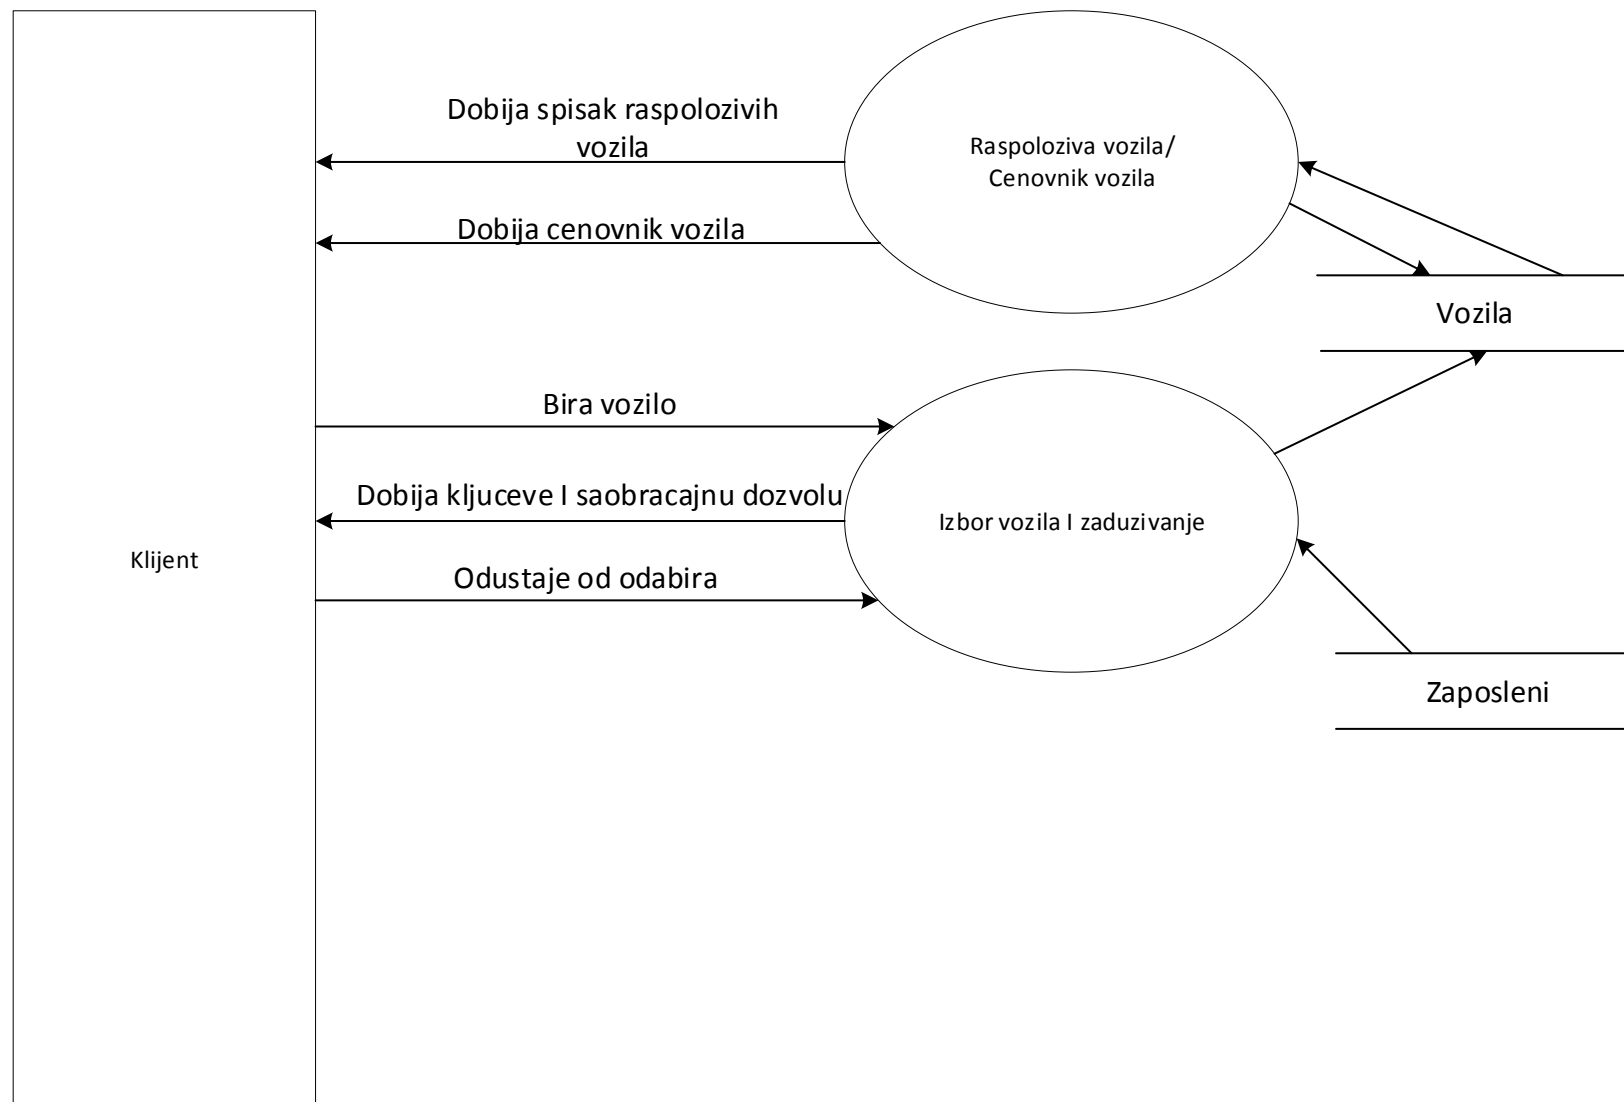 Dobija spisak raspolozivih
vozila
Raspoloziva vozila/
Cenovnik vozila
Dobija cenovnik vozila
Vozila
Bira vozilo
Dobija kljuceve I saobracajnu dozvolu
Izbor vozila I zaduzivanje
Klijent
Odustaje od odabira
Zaposleni